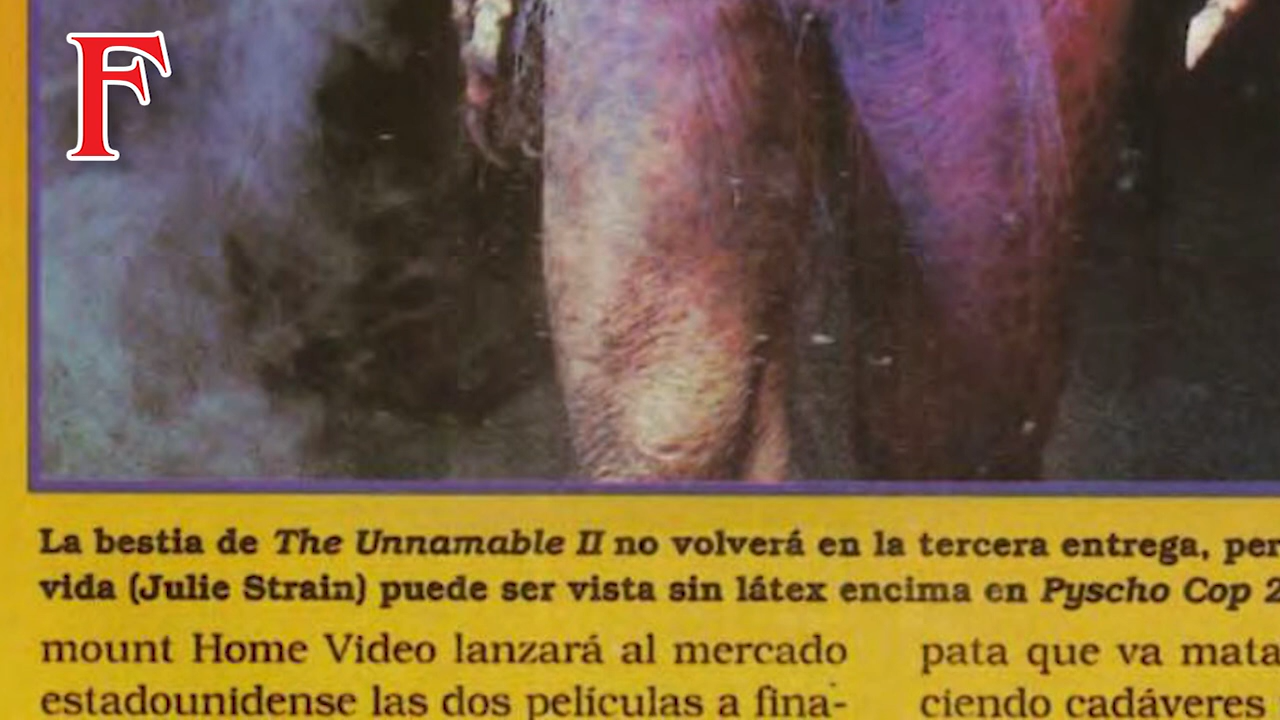 F
La bestia de The Unnamable II no volverá en la tercera entrega, per
vida (Julie Strain) puede ser vista sin látex encima en Pyscho Cop 2
mount Home Video lanzará al mercado
estadounidense las dos películas a fina-
pata que va mata
ciendo cadáveres